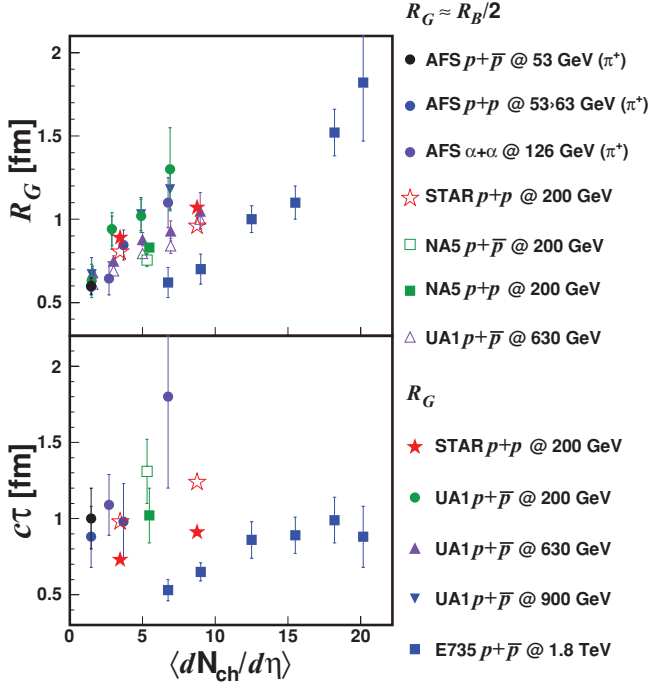 R_G ≈ R_B/2
AFS p+p̅ @ 53 GeV (π⁺)
AFS p+p @ 53›63 GeV (π⁺)
AFS α+α @ 126 GeV (π⁺)
STAR p+p @ 200 GeV
NA5 p+p̅ @ 200 GeV
NA5 p+p @ 200 GeV
UA1 p+p̅ @ 630 GeV
R_G
STAR p+p @ 200 GeV
UA1 p+p̅ @ 200 GeV
UA1 p+p̅ @ 630 GeV
UA1 p+p̅ @ 900 GeV
E735 p+p̅ @ 1.8 TeV
R_G [fm]
2
1.5
1
0.5
cτ [fm]
2
1.5
1
0.5
0 5 10 15 20
⟨dN_ch/dη⟩